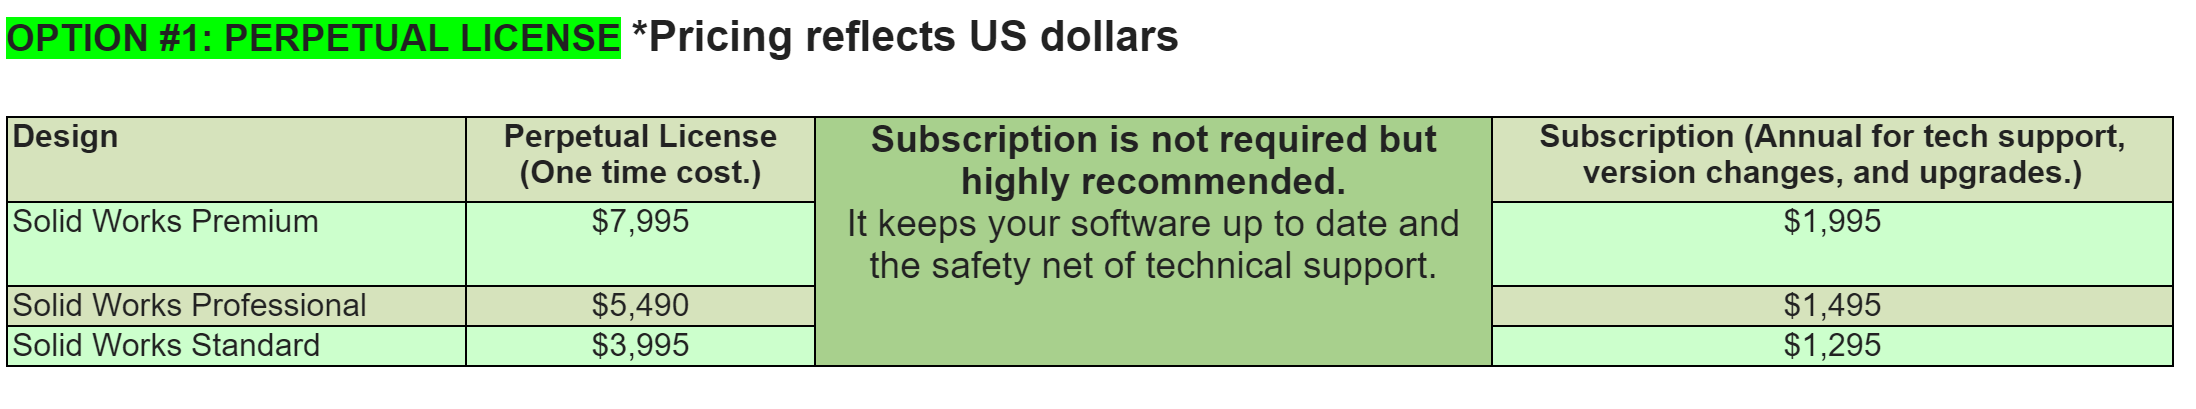 OPTION #1: PERPETUAL LICENSE *Pricing reflects US dollars
Design
Perpetual License
(One time cost.)
Subscription is not required but
highly recommended.
It keeps your software up to date and
the safety net of technical support.
Subscription (Annual for tech support,
version changes, and upgrades.)
Solid Works Premium
$7,995
$1,995
Solid Works Professional
$5,490
$1,495
Solid Works Standard
$3,995
$1,295